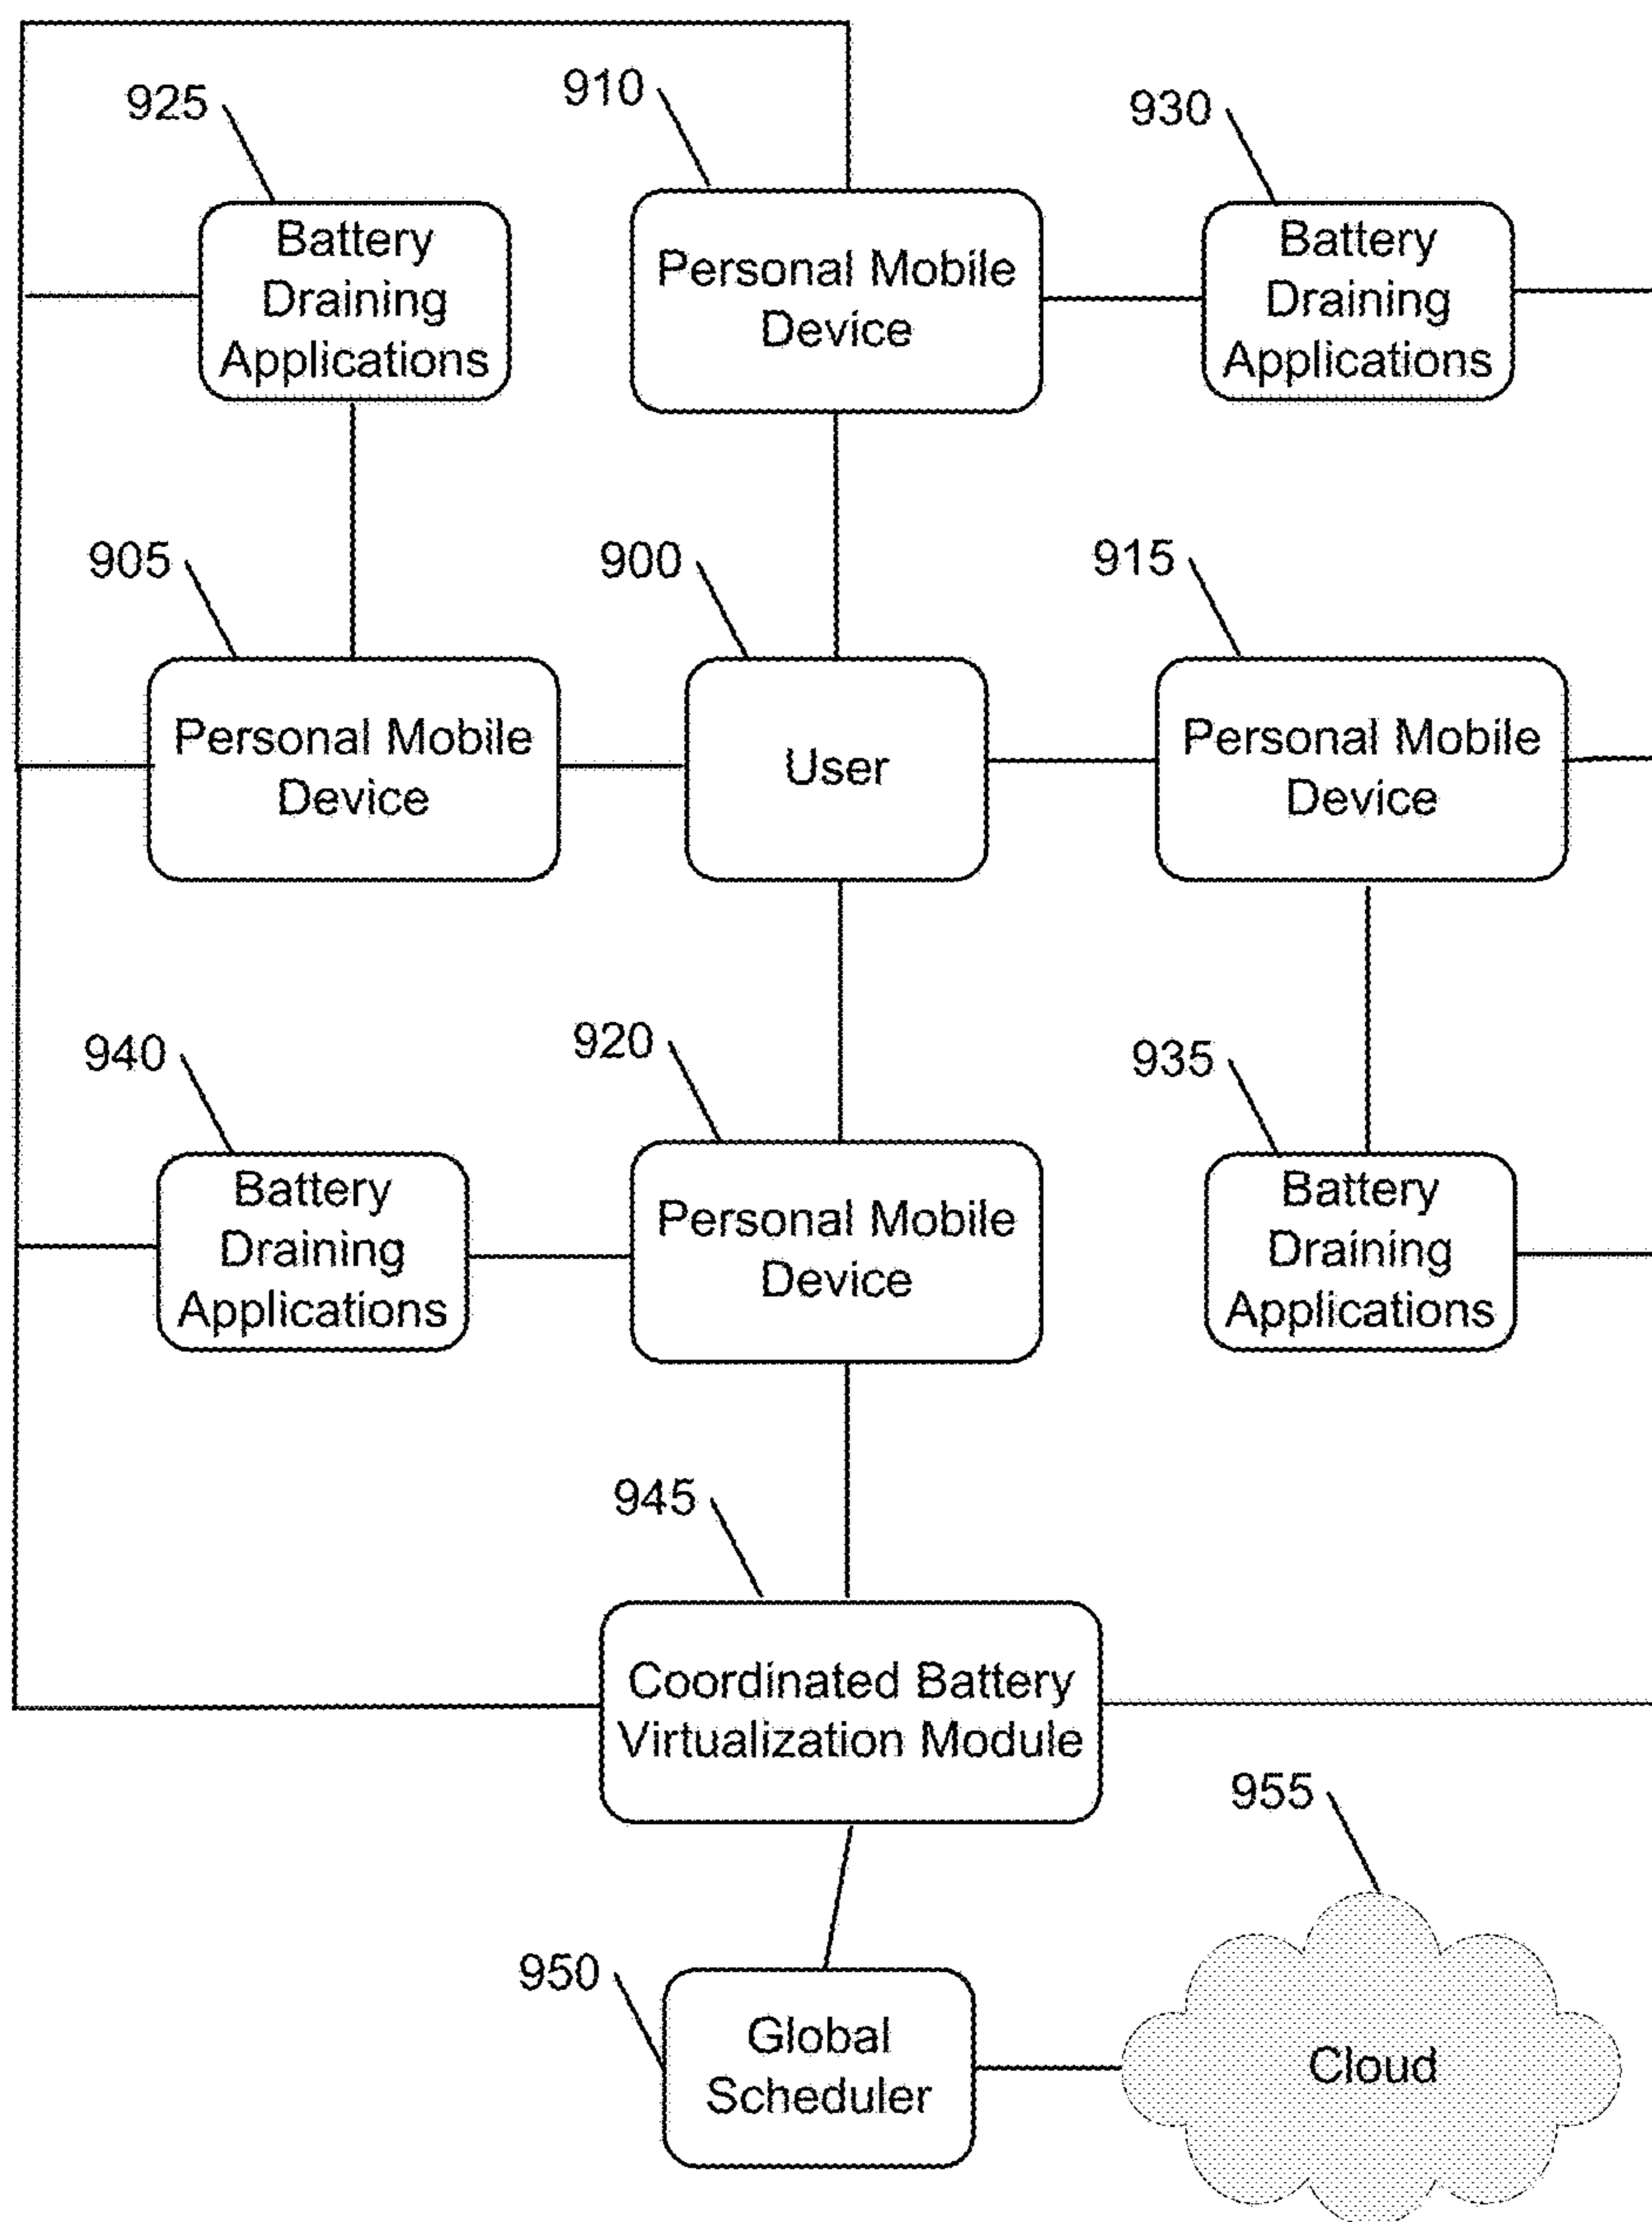 925
910
930
Battery
Draining
Applications
Personal Mobile
Device
Battery
Draining
Applications
905
900
915
Personal Mobile
Device
User
Personal Mobile
Device
940
920
935
Battery
Draining
Applications
Personal Mobile
Device
Battery
Draining
Applications
945
Coordinated Battery
Virtualization Module
955
950
Global
Scheduler
Cloud